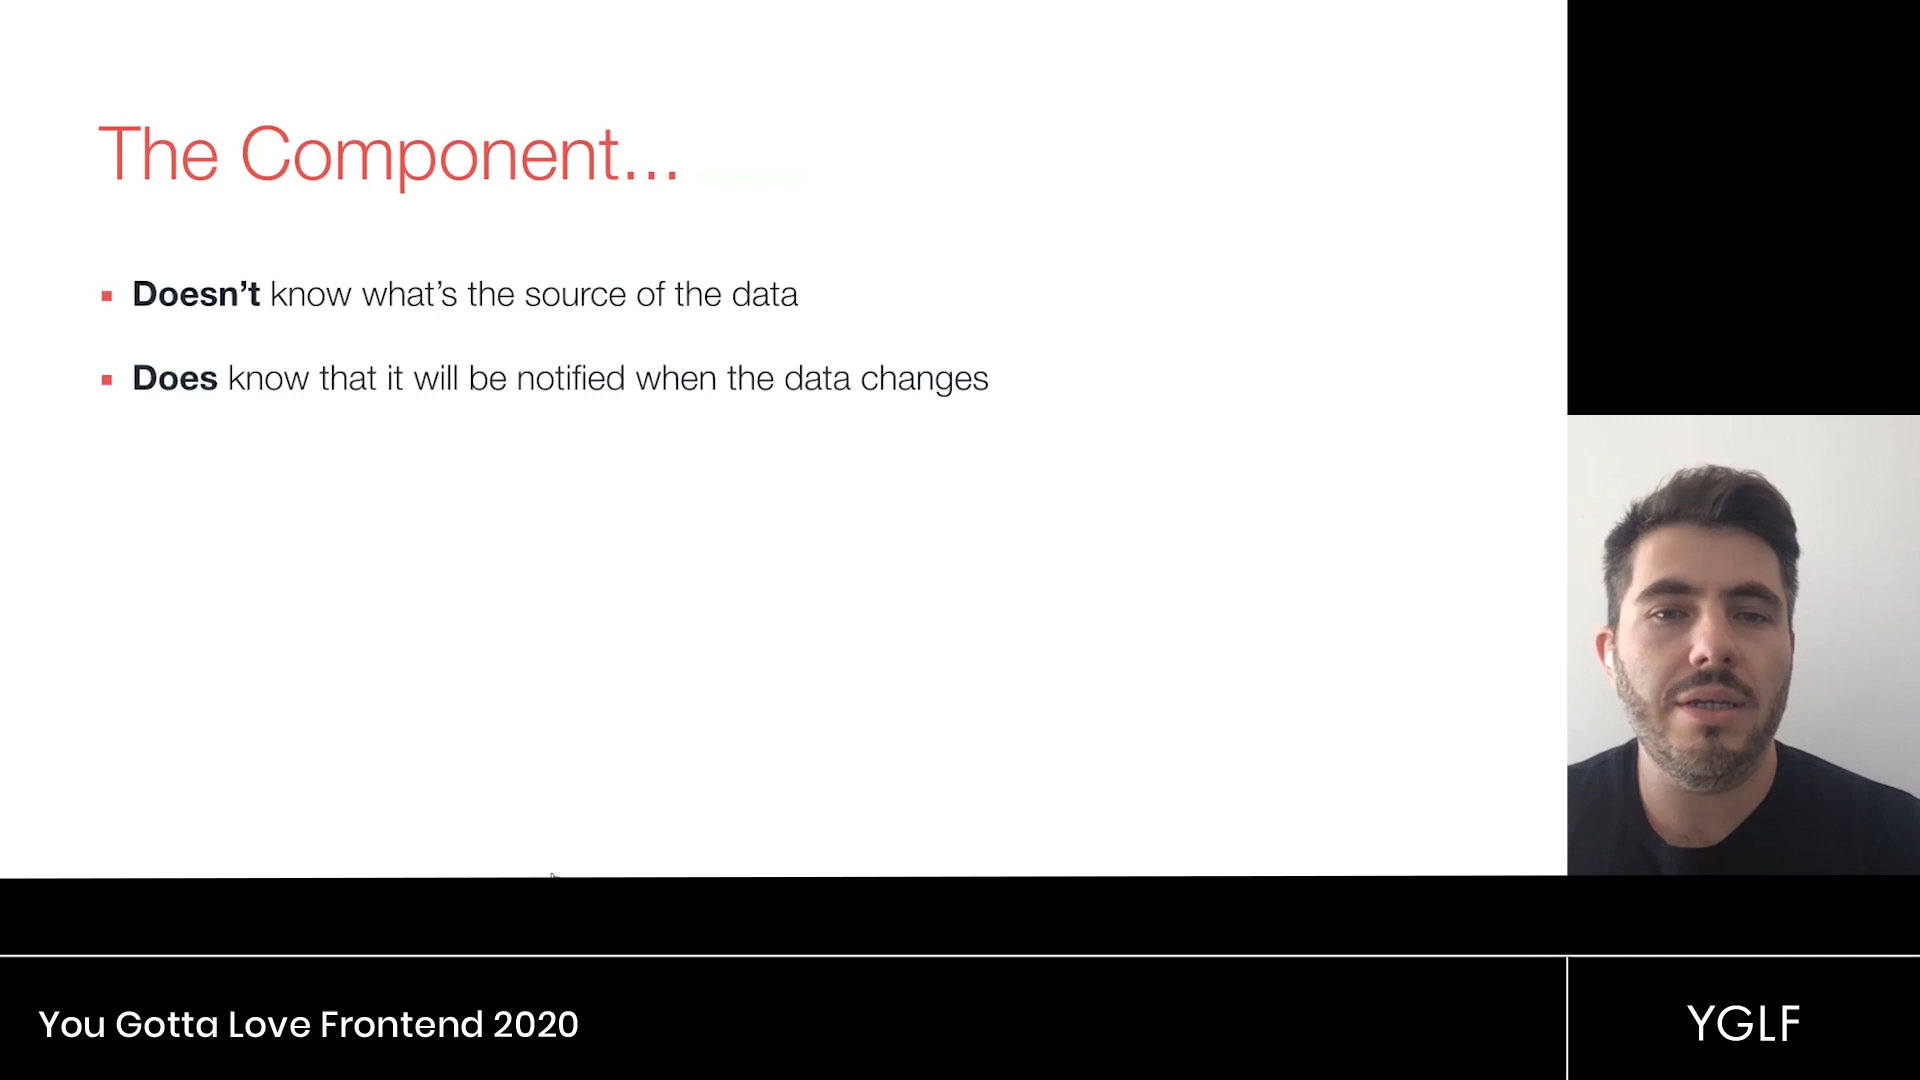 The Component...
▪ Doesn’t know what’s the source of the data
▪ Does know that it will be notified when the data changes
You Gotta Love Frontend 2020
YGLF